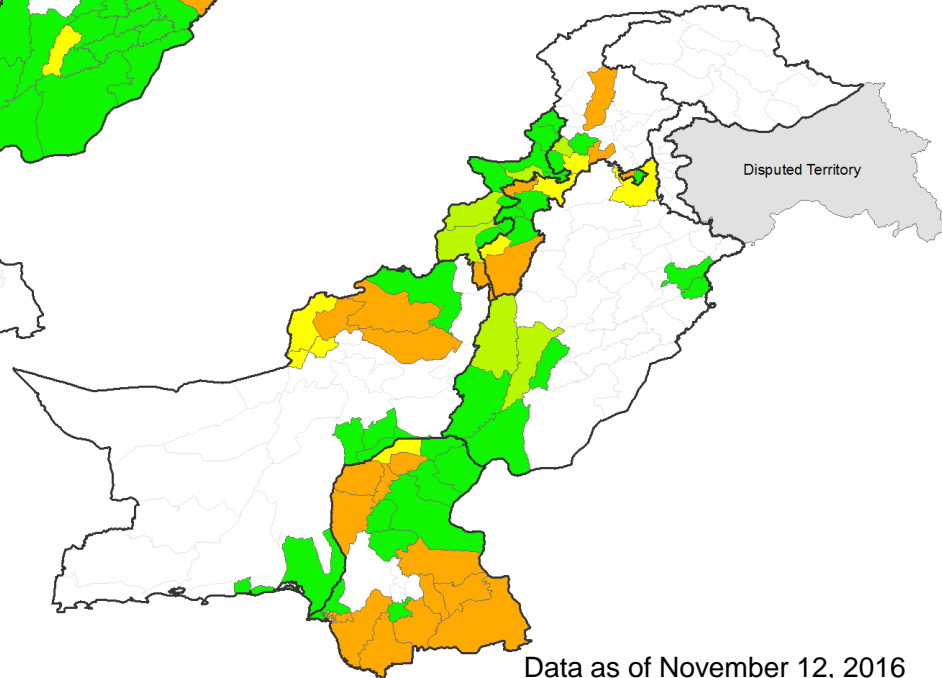 Disputed Territory
Data as of November 12, 2016